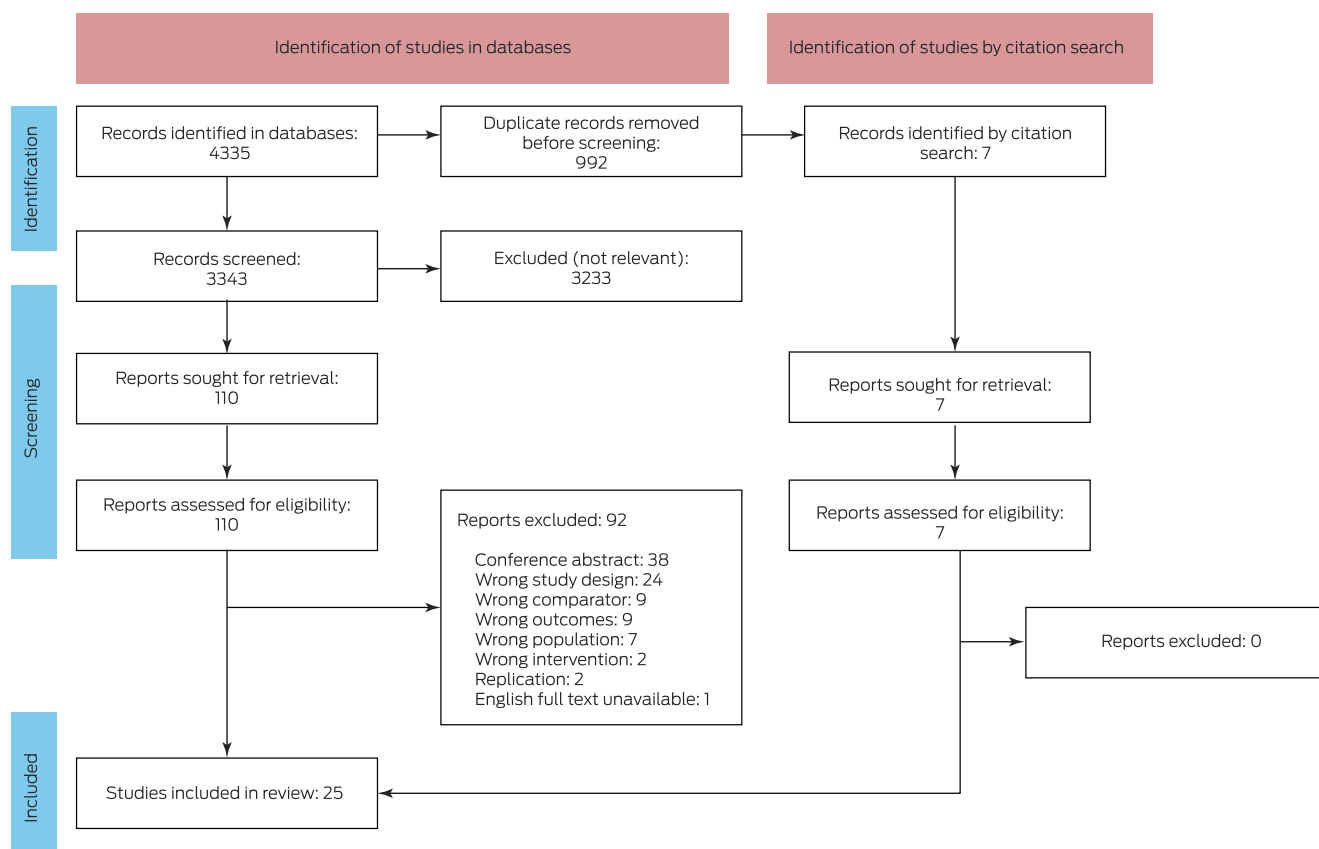 Identification of studies in databases
Identification of studies by citation search
Identification
Records identified in databases:
4335
Duplicate records removed
before screening:
992
Records identified by citation
search: 7
Records screened:
3343
Excluded (not relevant):
3233
Screening
Reports sought for retrieval:
110
Reports sought for retrieval:
7
Reports assessed for eligibility:
110
Reports assessed for eligibility:
7
Reports excluded: 92
Conference abstract: 38
Wrong study design: 24
Wrong comparator: 9
Wrong outcomes: 9
Wrong population: 7
Wrong intervention: 2
Replication: 2
English full text unavailable: 1
Reports excluded: 0
Included
Studies included in review: 25